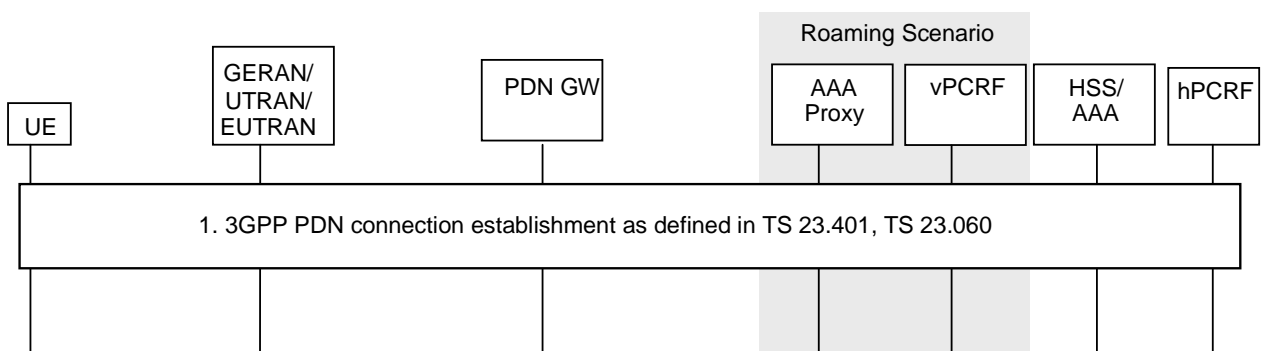 Roaming Scenario
UE
GERAN/
UTRAN/
EUTRAN
PDN GW
AAA
Proxy
vPCRF
HSS/
AAA
hPCRF
1. 3GPP PDN connection establishment as defined in TS 23.401, TS 23.060